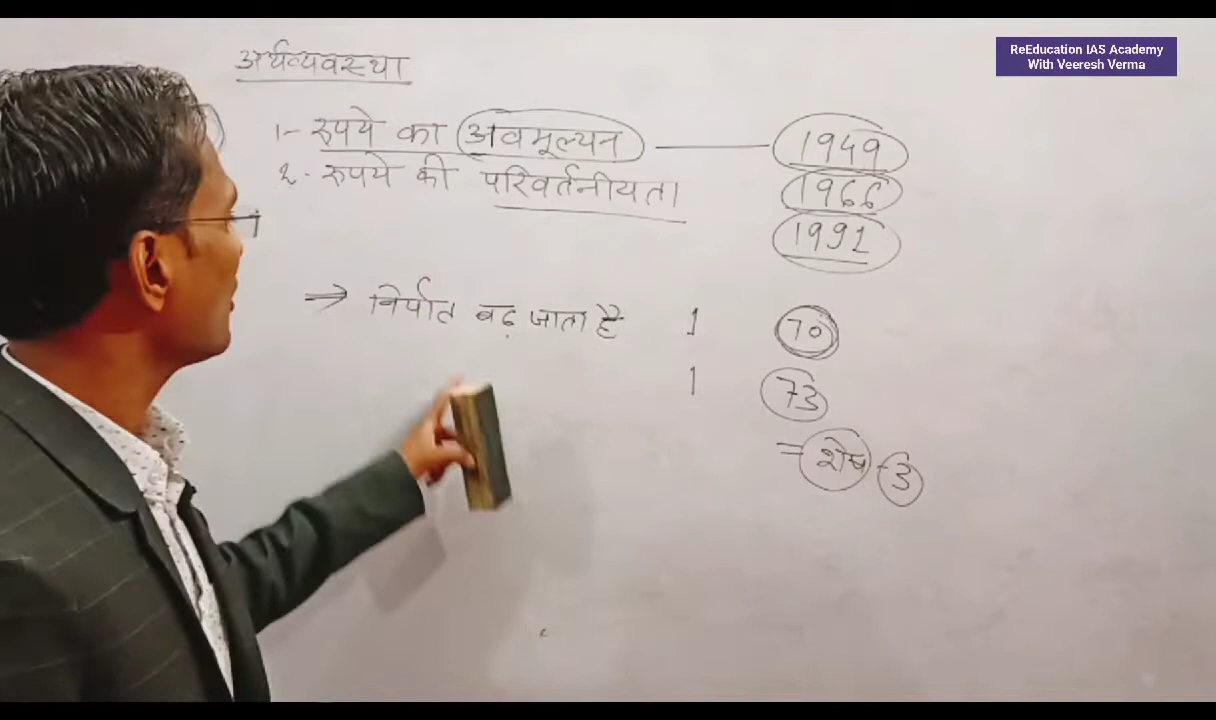 ReEducation IAS Academy
With Veeresh Verma
अर्थव्यवस्था
1- रुपये का अवमूल्यन — 1949
2- रुपये की परिवर्तनीयता 1966
1991
→ निर्यात बढ़ जाता है 1 70
1 73
= शेष - 3